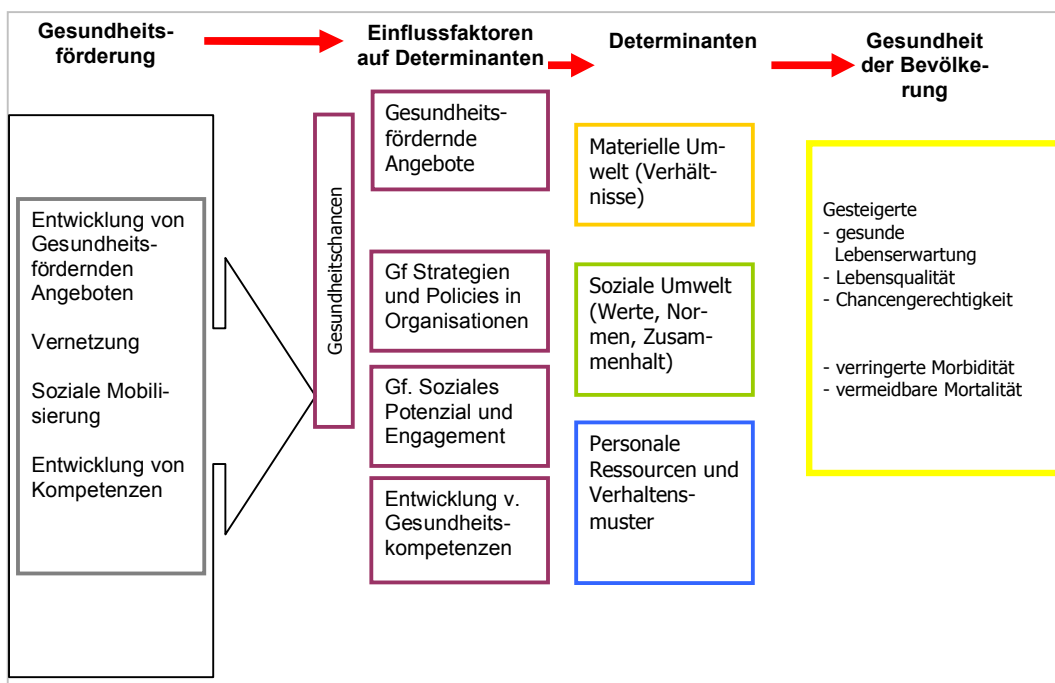 Gesundheits-
förderung
Einflussfaktoren
auf Determinanten
Determinanten
Gesundheit
der Bevölke-
rung
Entwicklung von
Gesundheits-
fördernden
Angeboten
Vernetzung
Soziale Mobili-
sierung
Entwicklung von
Kompetenzen
Gesundheitschancen
Gesundheits-
fördernde
Angebote
Gf Strategien
und Policies in
Organisationen
Gf. Soziales
Potenzial und
Engagement
Entwicklung v.
Gesundheits-
kompetenzen
Materielle Um-
welt (Verhält-
nisse)
Soziale Umwelt
(Werte, Nor-
men, Zusam-
menhalt)
Personale
Ressourcen und
Verhaltens-
muster
Gesteigerte
- gesunde
Lebenserwartung
- Lebensqualität
- Chancengerechtigkeit
- verringerte Morbidität
- vermeidbare Mortalität